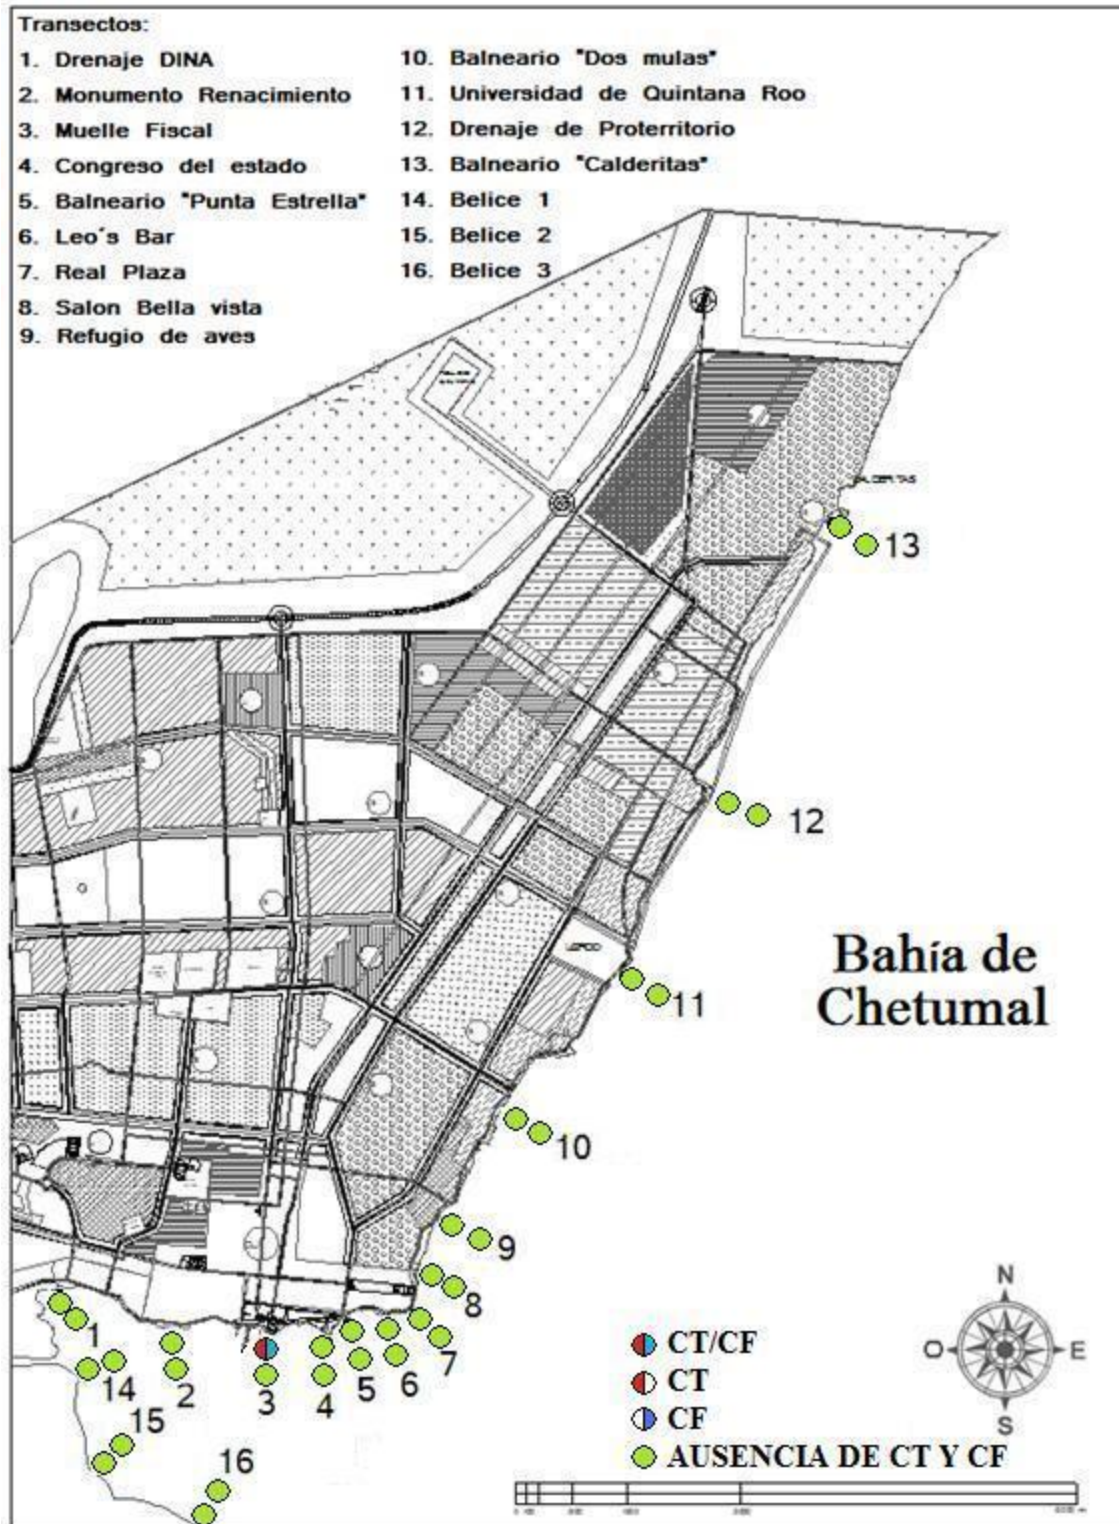 Transectos:
1. Drenaje DINA
2. Monumento Renacimiento
3. Muelle Fiscal
4. Congreso del estado
5. Balneario "Punta Estrella"
6. Leo´s Bar
7. Real Plaza
8. Salon Bella vista
9. Refugio de aves
10. Balneario "Dos mulas"
11. Universidad de Quintana Roo
12. Drenaje de Proterritorio
13. Balneario "Calderitas"
14. Belice 1
15. Belice 2
16. Belice 3
13
12
Bahía de
Chetumal
11
10
9
8
7
1
14
2
3
4
5
6
15
16
N
O
E
S
CT/CF
CT
CF
AUSENCIA DE CT Y CF